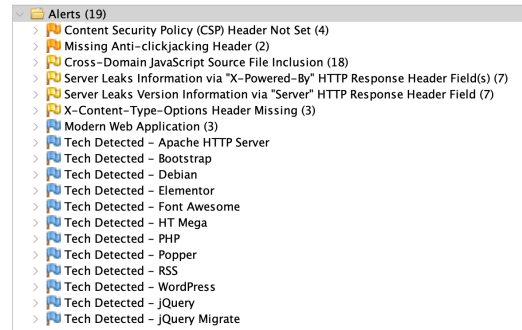 Alerts (19)
Content Security Policy (CSP) Header Not Set (4)
Missing Anti-clickjacking Header (2)
Cross-Domain JavaScript Source File Inclusion (18)
Server Leaks Information via "X-Powered-By" HTTP Response Header Field(s) (7)
Server Leaks Version Information via "Server" HTTP Response Header Field (7)
X-Content-Type-Options Header Missing (3)
Modern Web Application (3)
Tech Detected – Apache HTTP Server
Tech Detected – Bootstrap
Tech Detected – Debian
Tech Detected – Elementor
Tech Detected – Font Awesome
Tech Detected – HT Mega
Tech Detected – PHP
Tech Detected – Popper
Tech Detected – RSS
Tech Detected – WordPress
Tech Detected – jQuery
Tech Detected – jQuery Migrate